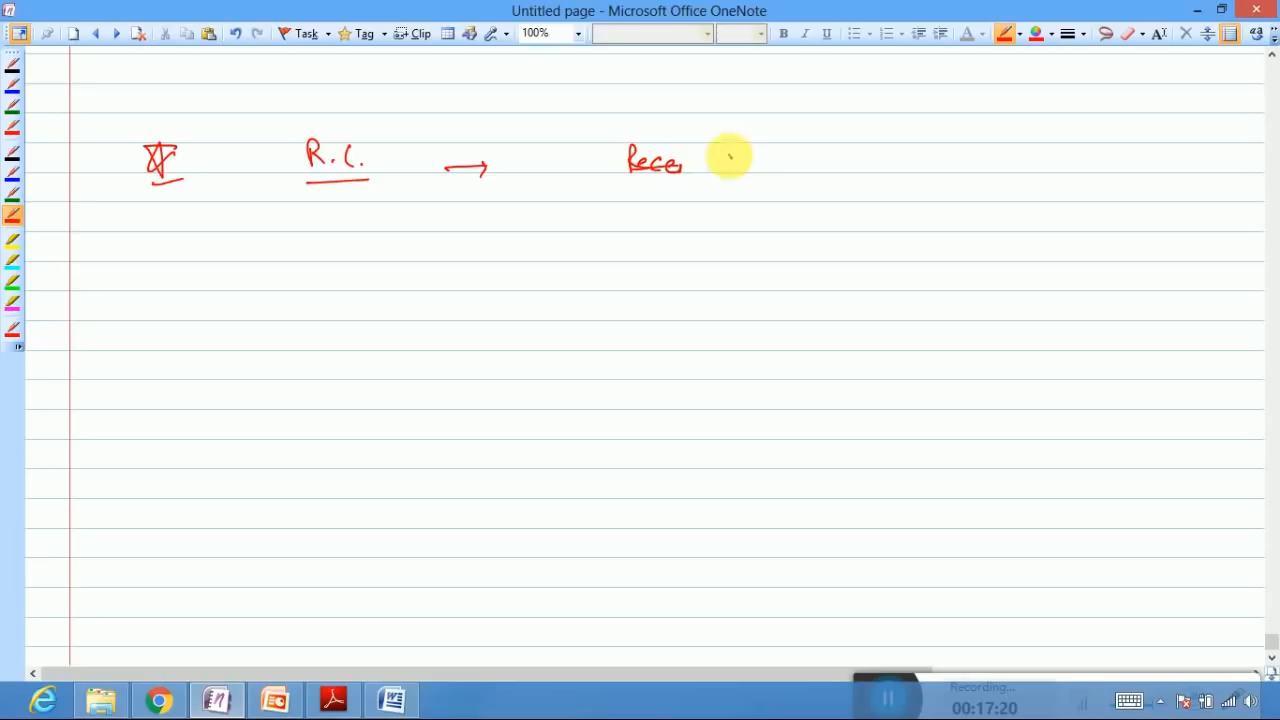 Untitled page - Microsoft Office OneNote
Task Tag Clip 100%
R.C. → Rece
Recording...
00:17:20